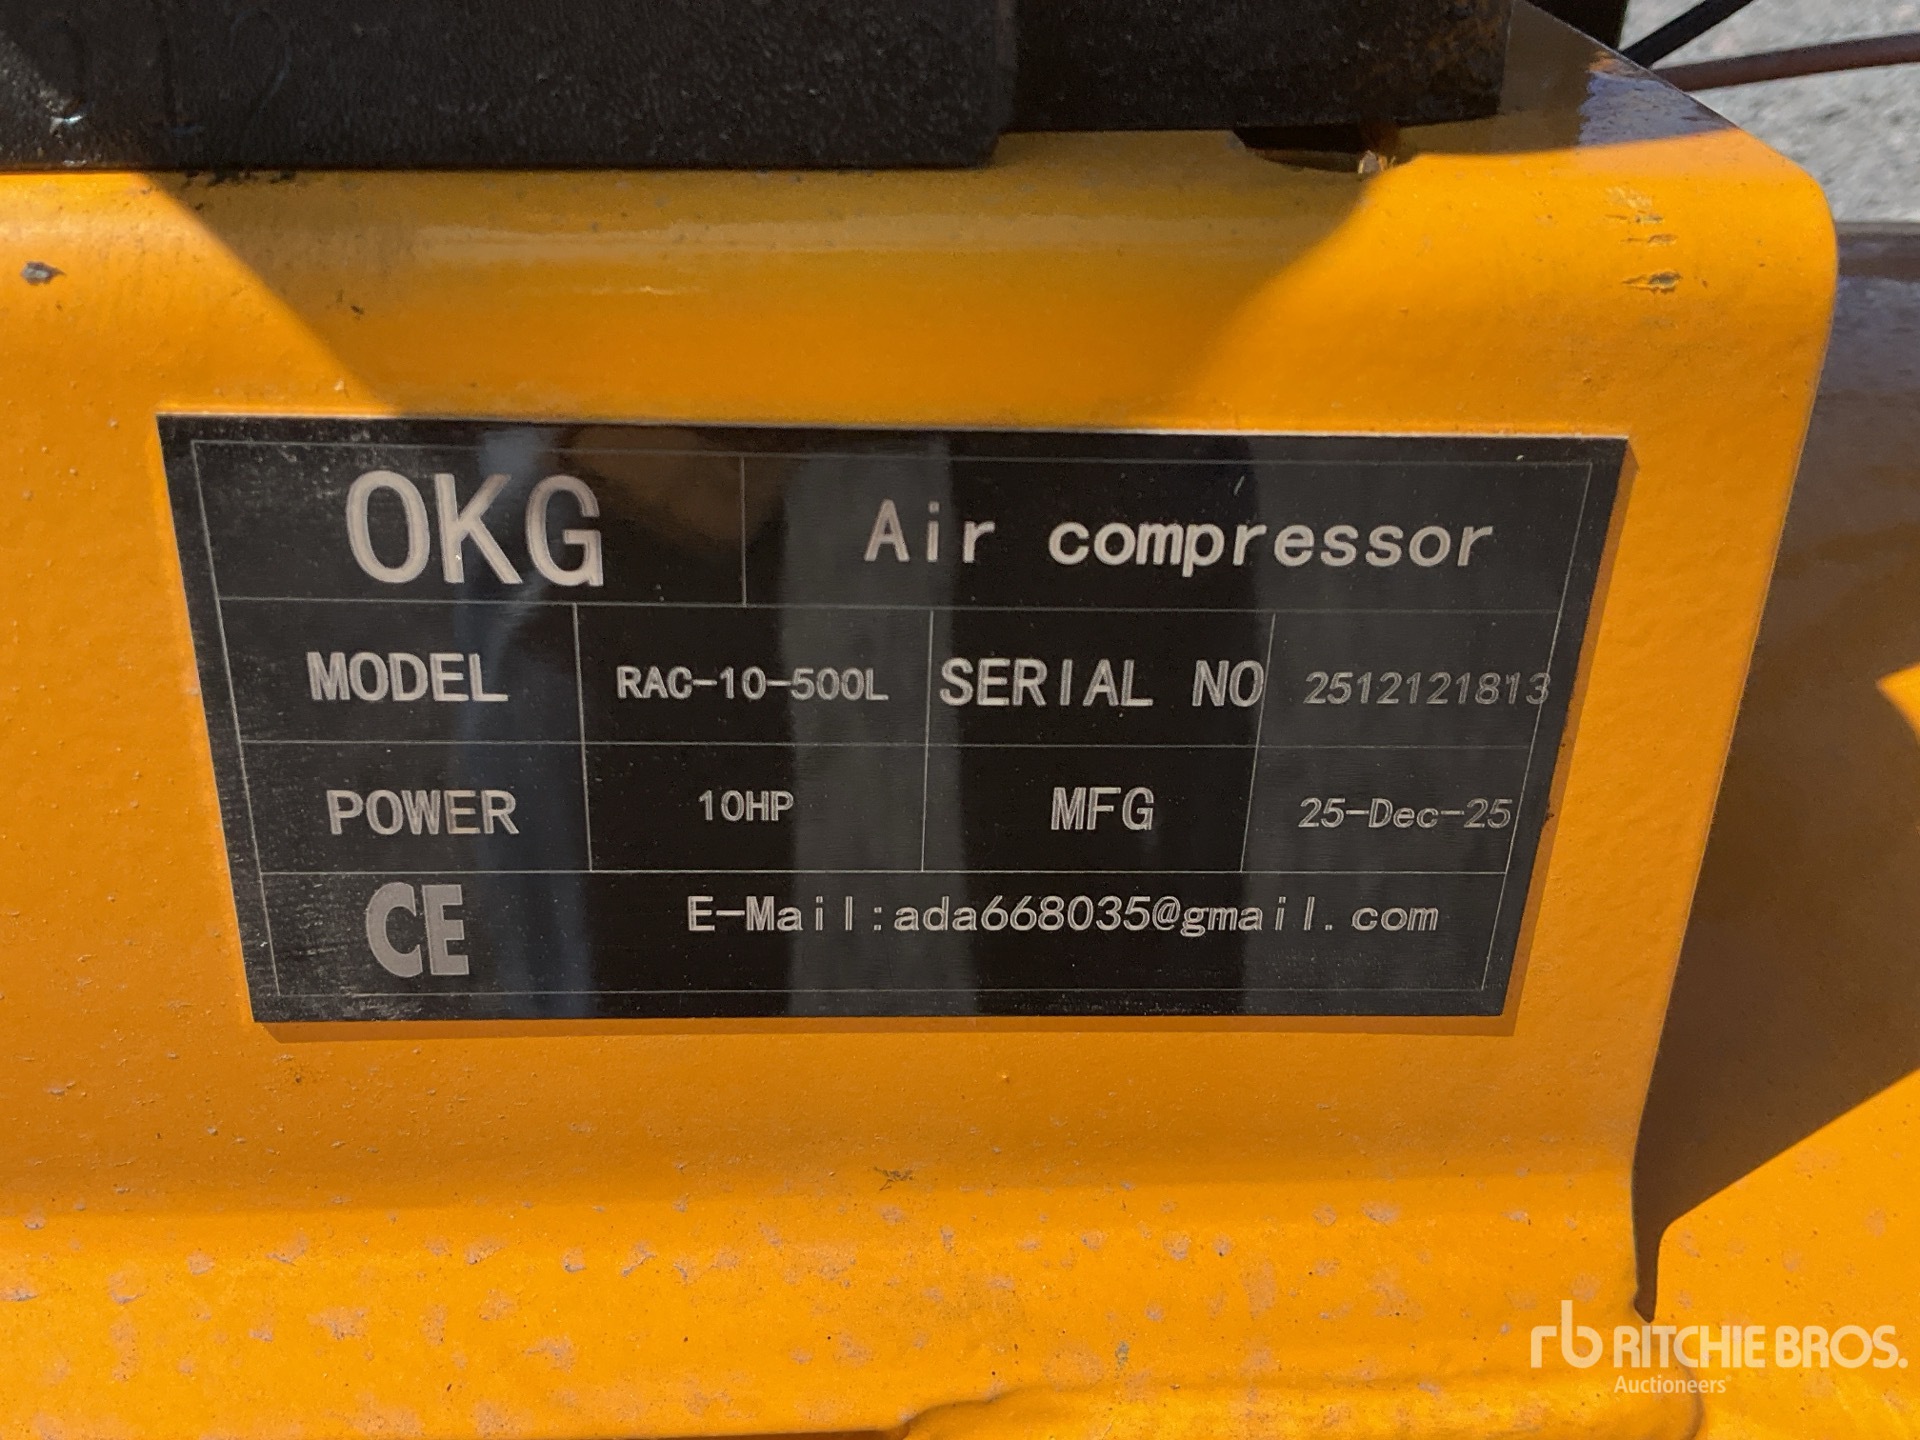 OKG Air compressor
MODEL RAC-10-500L SERIAL NO 2512121813
POWER 10HP MFG 25-Dec-25
CE E-Mail:ada668035@gmail.com
rb RITCHIE BROS.
Auctioneers